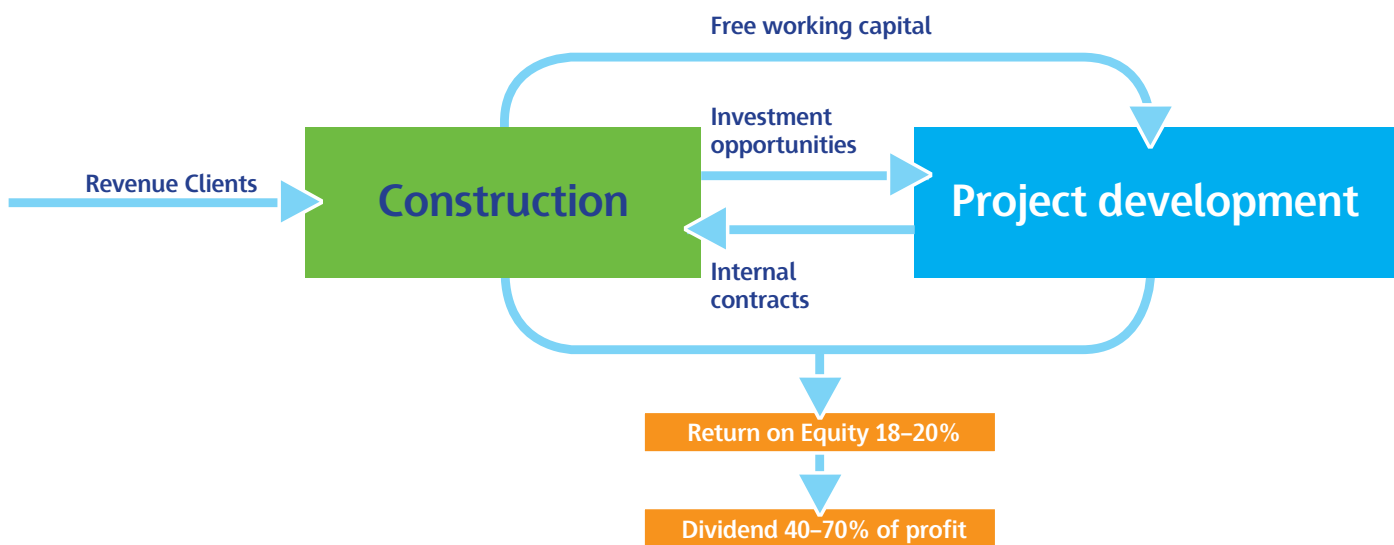 Free working capital
Investment
opportunities
Revenue Clients
Construction
Project development
Internal
contracts
Return on Equity 18–20%
Dividend 40–70% of profit